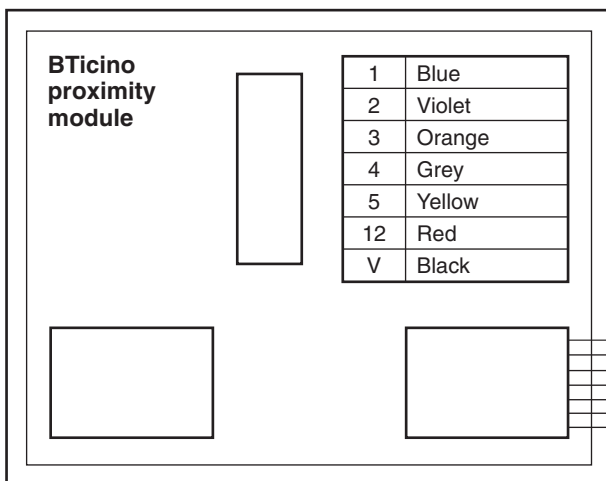 BTicino
proximity
module
1 Blue
2 Violet
3 Orange
4 Grey
5 Yellow
12 Red
V Black